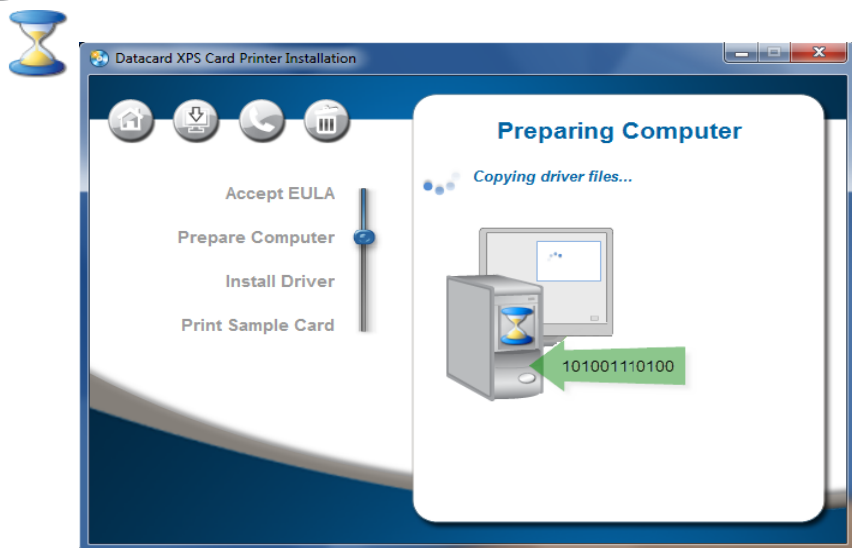 Datacard XPS Card Printer Installation
Accept EULA
Prepare Computer
Install Driver
Print Sample Card
Preparing Computer
Copying driver files...
101001110100